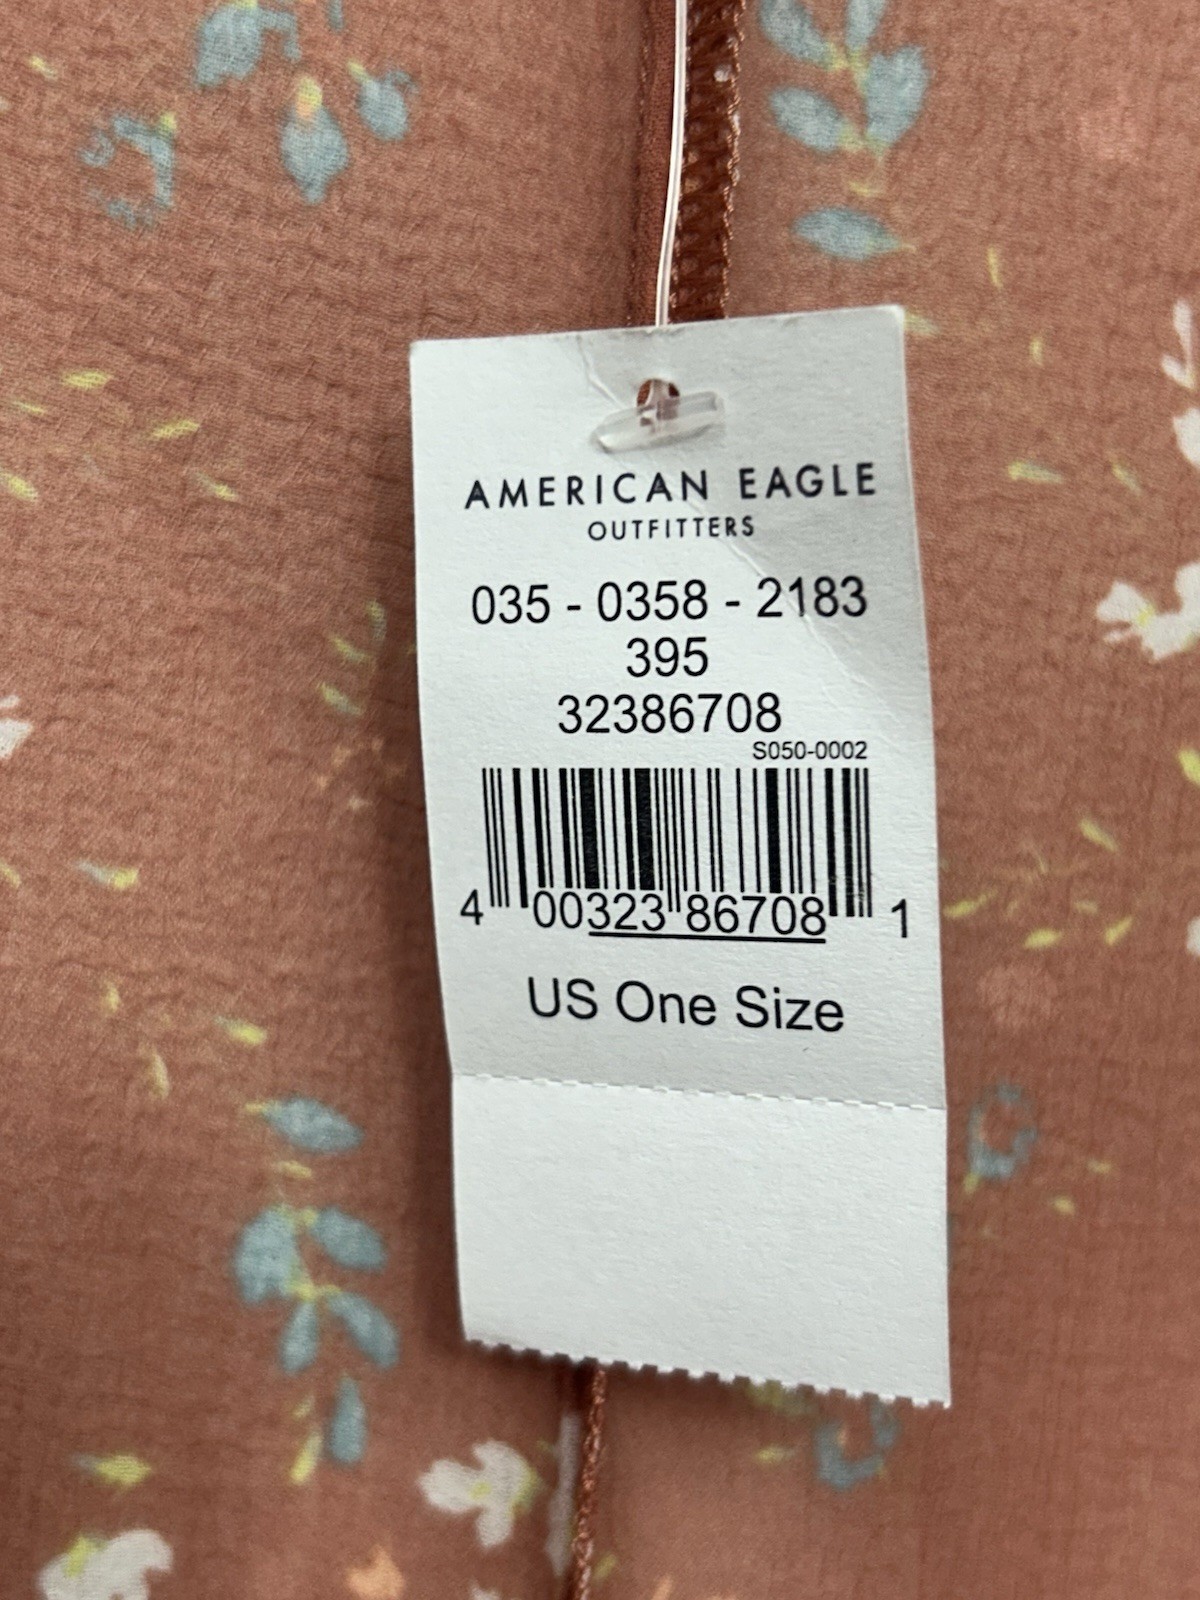 AMERICAN EAGLE
OUTFITTERS
035 - 0358 - 2183
395
32386708
S050-0002
4 00323 86708 1
US One Size